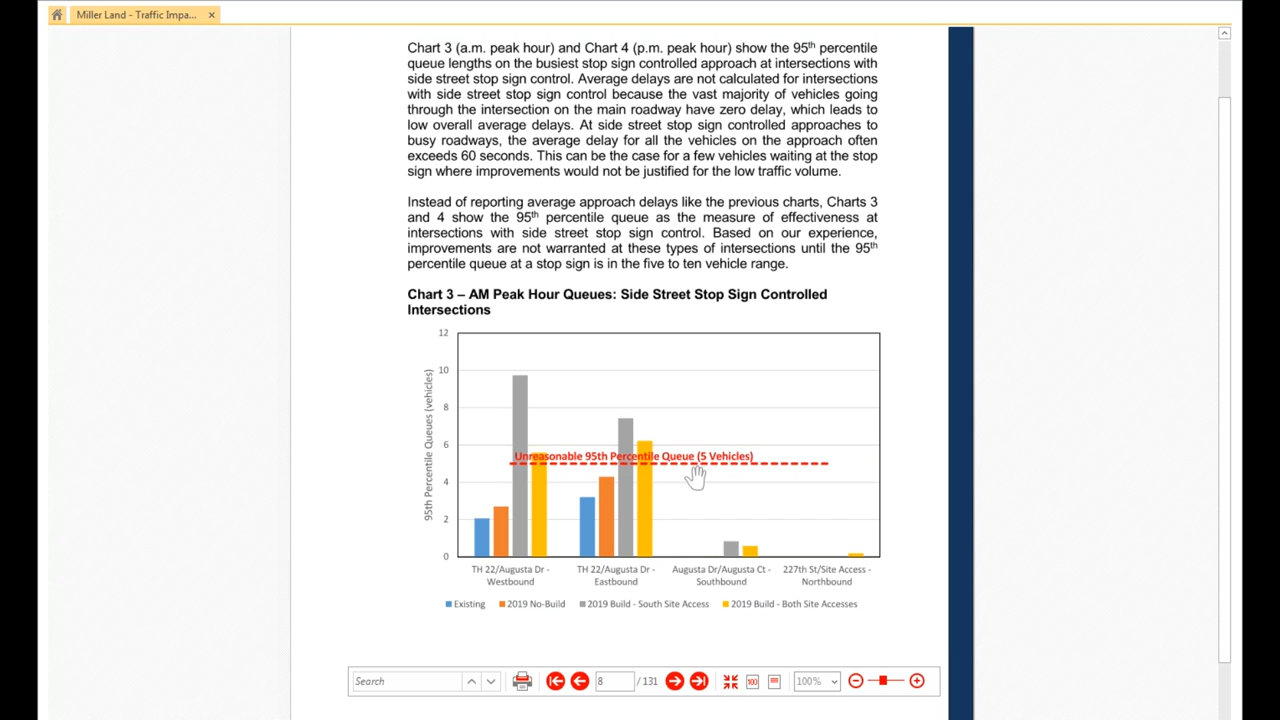 Miller Land - Traffic Impa... ×
Chart 3 (a.m. peak hour) and Chart 4 (p.m. peak hour) show the 95th percentile
queue lengths on the busiest stop sign controlled approach at intersections with
side street stop sign control. Average delays are not calculated for intersections
with side street stop sign control because the vast majority of vehicles going
through the intersection on the main roadway have zero delay, which leads to
low overall average delays. At side street stop sign controlled approaches to
busy roadways, the average delay for all the vehicles on the approach often
exceeds 60 seconds. This can be the case for a few vehicles waiting at the stop
sign where improvements would not be justified for the low traffic volume.
Instead of reporting average approach delays like the previous charts, Charts 3
and 4 show the 95th percentile queue as the measure of effectiveness at
intersections with side street stop sign control. Based on our experience,
improvements are not warranted at these types of intersections until the 95th
percentile queue at a stop sign is in the five to ten vehicle range.
Chart 3 – AM Peak Hour Queues: Side Street Stop Sign Controlled
Intersections
12
10
8
6
4
2
0
95th Percentile Queues (vehicles)
Unreasonable 95th Percentile Queue (5 Vehicles)
TH 22/Augusta Dr - TH 22/Augusta Dr - Augusta Dr/Augusta Ct - 227th St/Site Access -
Westbound Eastbound Southbound Northbound
Existing 2019 No-Build 2019 Build - South Site Access 2019 Build - Both Site Accesses
Search 8 / 131 100 100%